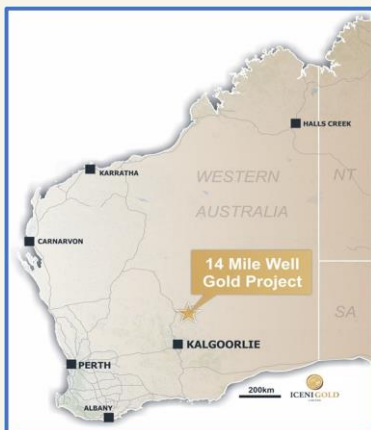 HALLS CREEK
KARRATHA
WESTERN
AUSTRALIA
NT
CARNARVON
14 Mile Well
Gold Project
SA
KALGOORLIE
PERTH
200km
ICENI GOLD
ALBANY